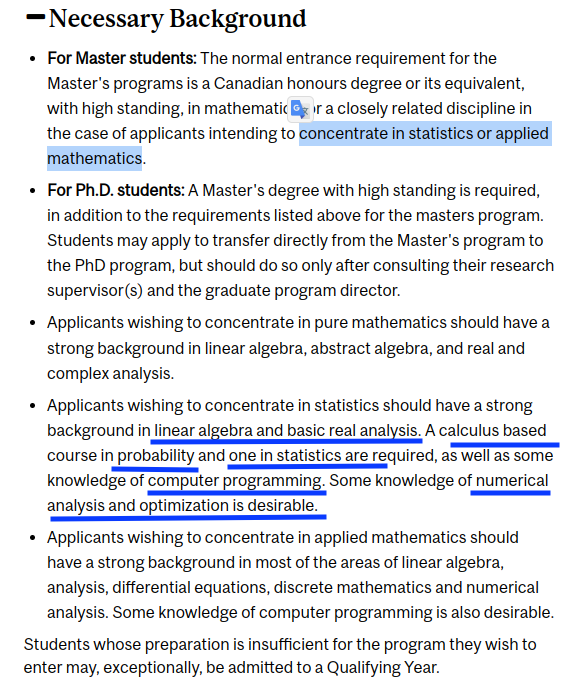 Necessary Background
• For Master students: The normal entrance requirement for the
Master's programs is a Canadian honours degree or its equivalent,
with high standing, in mathematic r a closely related discipline in
the case of applicants intending to concentrate in statistics or applied
mathematics.
• For Ph.D. students: A Master's degree with high standing is required,
in addition to the requirements listed above for the masters program.
Students may apply to transfer directly from the Master's program to
the PhD program, but should do so only after consulting their research
supervisor(s) and the graduate program director.
• Applicants wishing to concentrate in pure mathematics should have a
strong background in linear algebra, abstract algebra, and real and
complex analysis.
• Applicants wishing to concentrate in statistics should have a strong
background in linear algebra and basic real analysis. A calculus based
course in probability and one in statistics are required, as well as some
knowledge of computer programming. Some knowledge of numerical
analysis and optimization is desirable.
• Applicants wishing to concentrate in applied mathematics should
have a strong background in most of the areas of linear algebra,
analysis, differential equations, discrete mathematics and numerical
analysis. Some knowledge of computer programming is also desirable.
Students whose preparation is insufficient for the program they wish to
enter may, exceptionally, be admitted to a Qualifying Year.